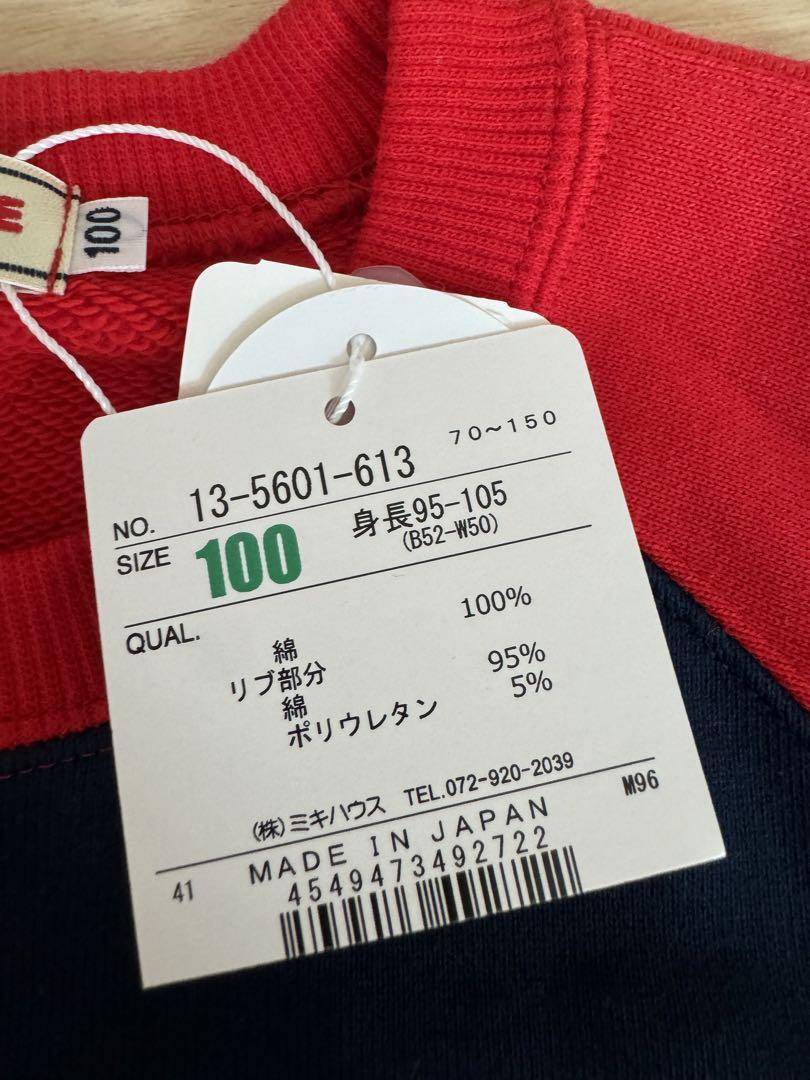 E
100
70～150
NO. 13-5601-613
SIZE 100 身長95-105
(B52-W50)
QUAL.
綿 100%
リブ部分
綿 95%
ポリウレタン 5%
(株)ミキハウス TEL.072-920-2039
M96
41 MADE IN JAPAN
4549473492722